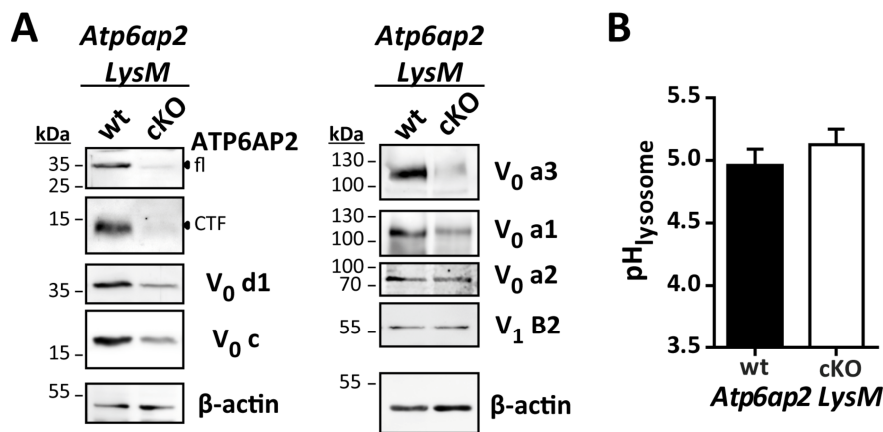 A
Atp6ap2
LysM
kDa
wt
cKO
ATP6AP2
35
fl
25
15
CTF
35
V0 d1
15
V0 c
55
β-actin
Atp6ap2
LysM
kDa
wt
cKO
130
100
V0 a3
130
100
V0 a1
100
70
V0 a2
55
V1 B2
55
β-actin
B
pHlysosome
5.5
5.0
4.5
4.0
3.5
wt
cKO
Atp6ap2 LysM